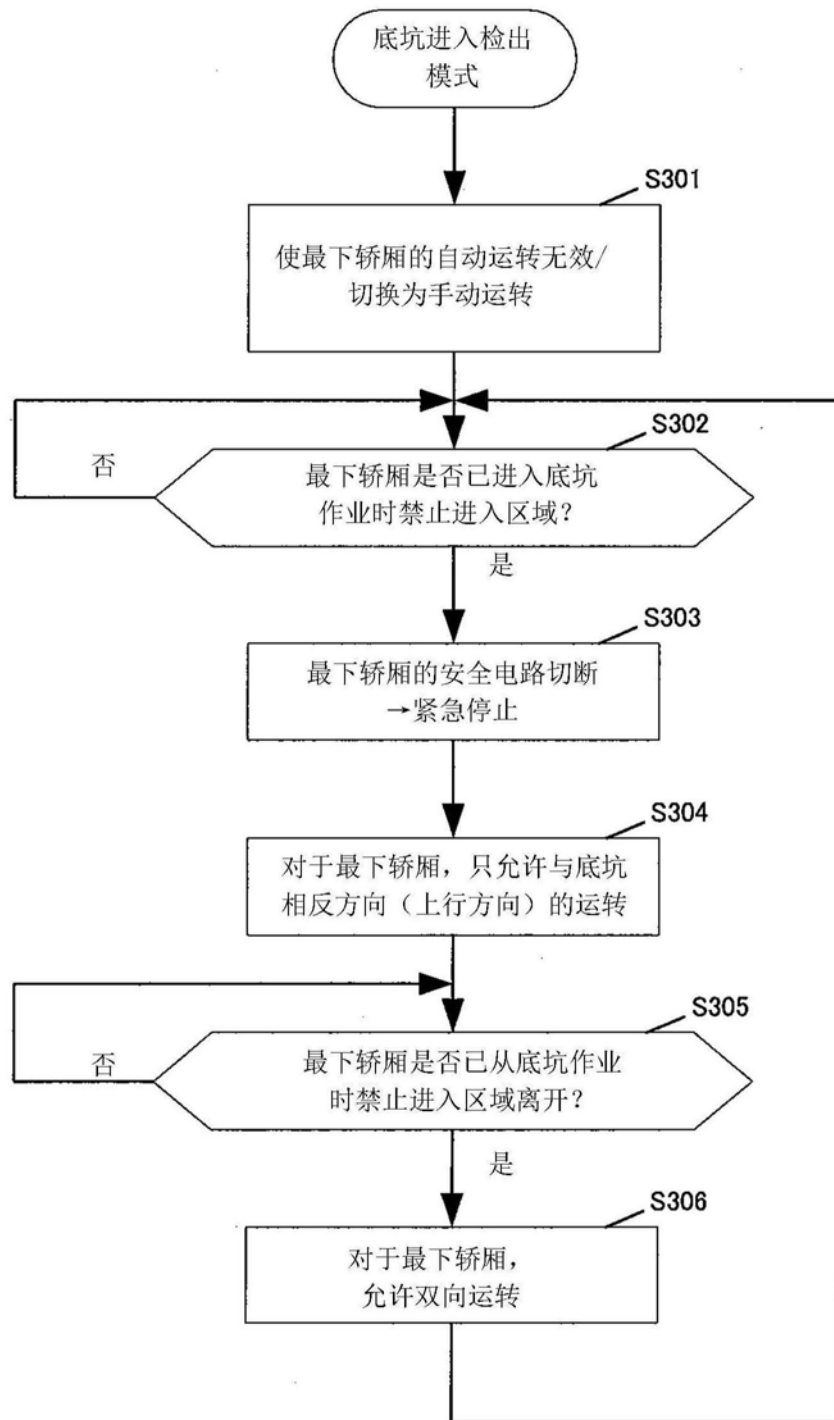 底坑进入检出
模式
S301
使最下轿厢的自动运转无效/
切换为手动运转
S302
否
最下轿厢是否已进入底坑
作业时禁止进入区域?
是
S303
最下轿厢的安全电路切断
→紧急停止
S304
对于最下轿厢，只允许与底坑
相反方向（上行方向）的运转
S305
否
最下轿厢是否已从底坑作业
时禁止进入区域离开?
是
S306
对于最下轿厢，
允许双向运转